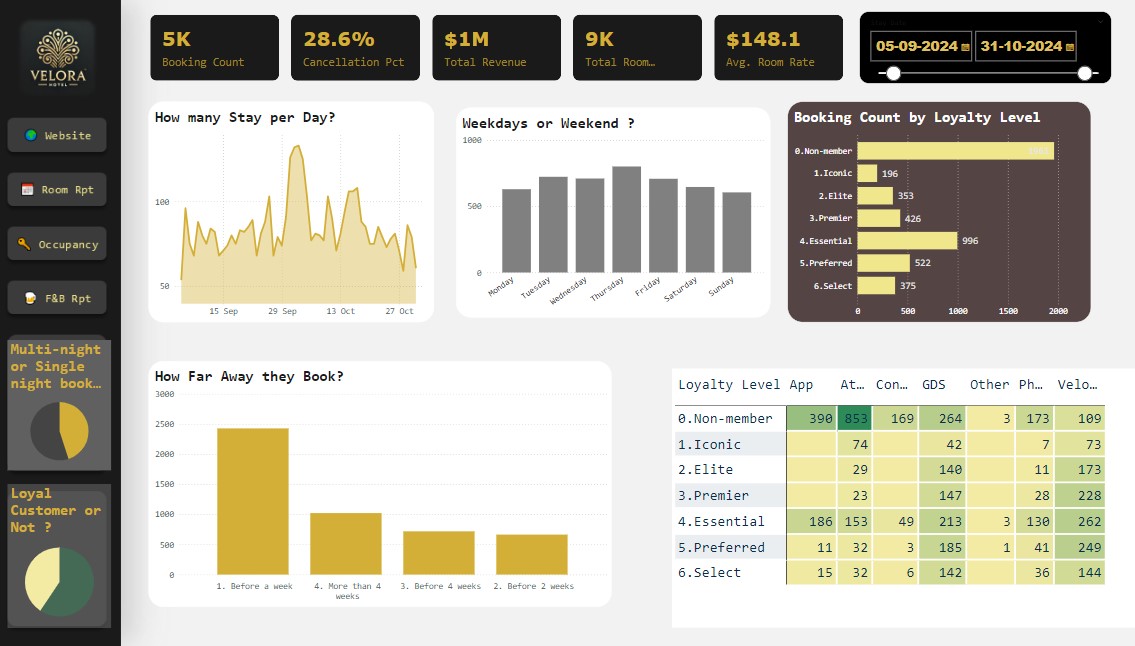 VELORA
HOTEL
Website
Room Rpt
Occupancy
F&B Rpt
Multi-night
or Single
night book…
Loyal
Customer or
Not ?
5K
Booking Count
28.6%
Cancellation Pct
$1M
Total Revenue
9K
Total Room…
$148.1
Avg. Room Rate
05-09-2024
31-10-2024
How many Stay per Day?
100
50
15 Sep
29 Sep
13 Oct
27 Oct
Weekdays or Weekend ?
1000
500
0
Monday
Tuesday
Wednesday
Thursday
Friday
Saturday
Sunday
Booking Count by Loyalty Level
0.Non-member
1.Iconic 196
2.Elite 353
3.Premier 426
4.Essential 996
5.Preferred 522
6.Select 375
0 500 1000 1500 2000
How Far Away they Book?
3000
2500
2000
1500
1000
500
0
1. Before a week
4. More than 4
weeks
3. Before 4 weeks
2. Before 2 weeks
Loyalty Level App At… Con… GDS Other Ph… Velo…
0.Non-member 390 853 169 264 3 173 109
1.Iconic 74 42 7 73
2.Elite 29 140 11 173
3.Premier 23 147 28 228
4.Essential 186 153 49 213 3 130 262
5.Preferred 11 32 3 185 1 41 249
6.Select 15 32 6 142 36 144